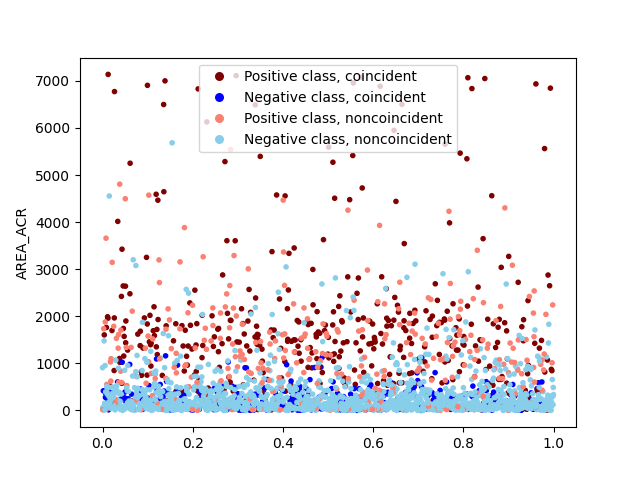 Positive class, coincident
Negative class, coincident
Positive class, noncoincident
Negative class, noncoincident
7000
6000
5000
4000
3000
2000
1000
0
AREA_ACR
0.0 0.2 0.4 0.6 0.8 1.0